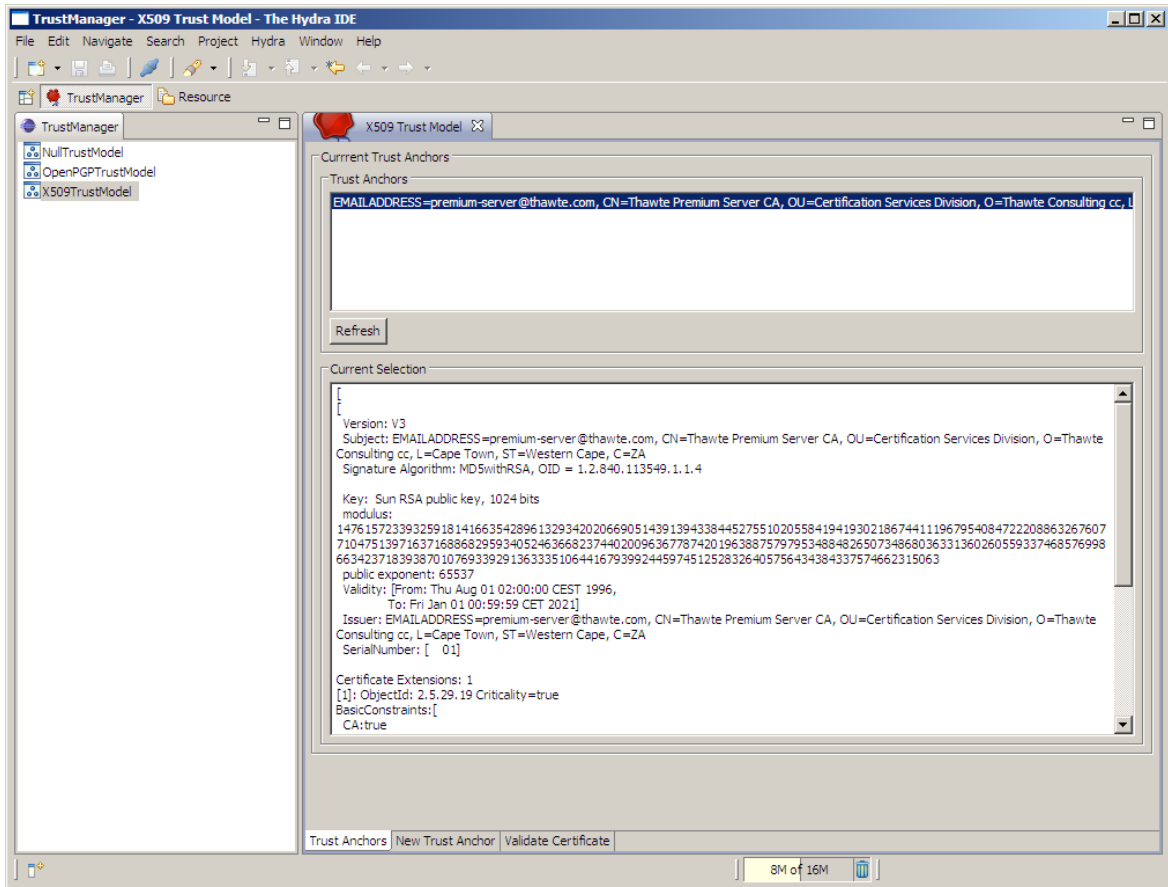 TrustManager - X509 Trust Model - The Hydra IDE
File Edit Navigate Search Project Hydra Window Help
TrustManager Resource
TrustManager
NullTrustModel
OpenPGPTrustModel
X509TrustModel
X509 Trust Model
Currrent Trust Anchors
Trust Anchors
EMAILADDRESS=premium-server@thawte.com, CN=Thawte Premium Server CA, OU=Certification Services Division, O=Thawte Consulting cc, L
Refresh
Current Selection
[
[
Version: V3
Subject: EMAILADDRESS=premium-server@thawte.com, CN=Thawte Premium Server CA, OU=Certification Services Division, O=Thawte
Consulting cc, L=Cape Town, ST=Western Cape, C=ZA
Signature Algorithm: MD5withRSA, OID = 1.2.840.113549.1.1.4
Key: Sun RSA public key, 1024 bits
modulus:
public exponent: 65537
Validity: [From: Thu Aug 01 02:00:00 CEST 1996,
To: Fri Jan 01 00:59:59 CET 2021]
Issuer: EMAILADDRESS=premium-server@thawte.com, CN=Thawte Premium Server CA, OU=Certification Services Division, O=Thawte
Consulting cc, L=Cape Town, ST=Western Cape, C=ZA
SerialNumber: [ 01]
Certificate Extensions: 1
[1]: ObjectId: 2.5.29.19 Criticality=true
BasicConstraints:[
CA:true
Trust Anchors New Trust Anchor Validate Certificate
8M of 16M